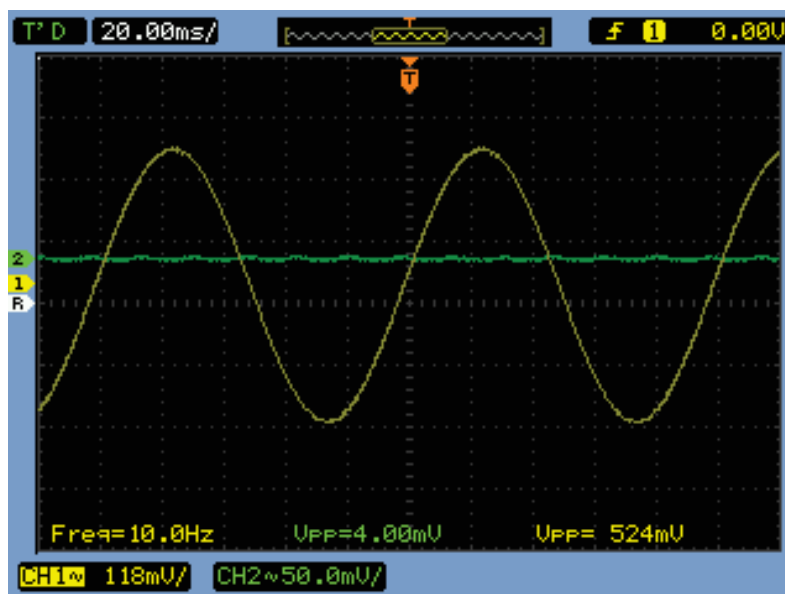 T'D 20.00ms/ T 1 0.00V
T
2
1
R
Freq=10.0Hz Vpp=4.00mV Vpp= 524mV
CH1~ 118mV/ CH2~50.0mV/